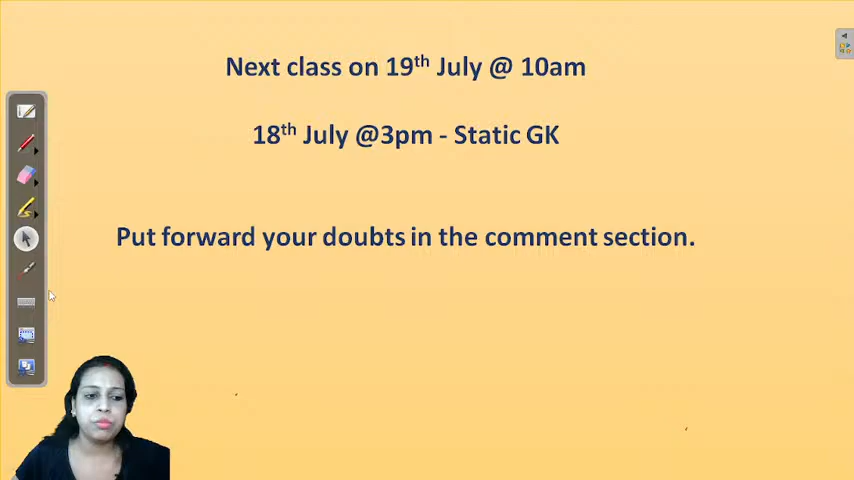 Next class on 19th July @ 10am
18th July @3pm - Static GK
Put forward your doubts in the comment section.